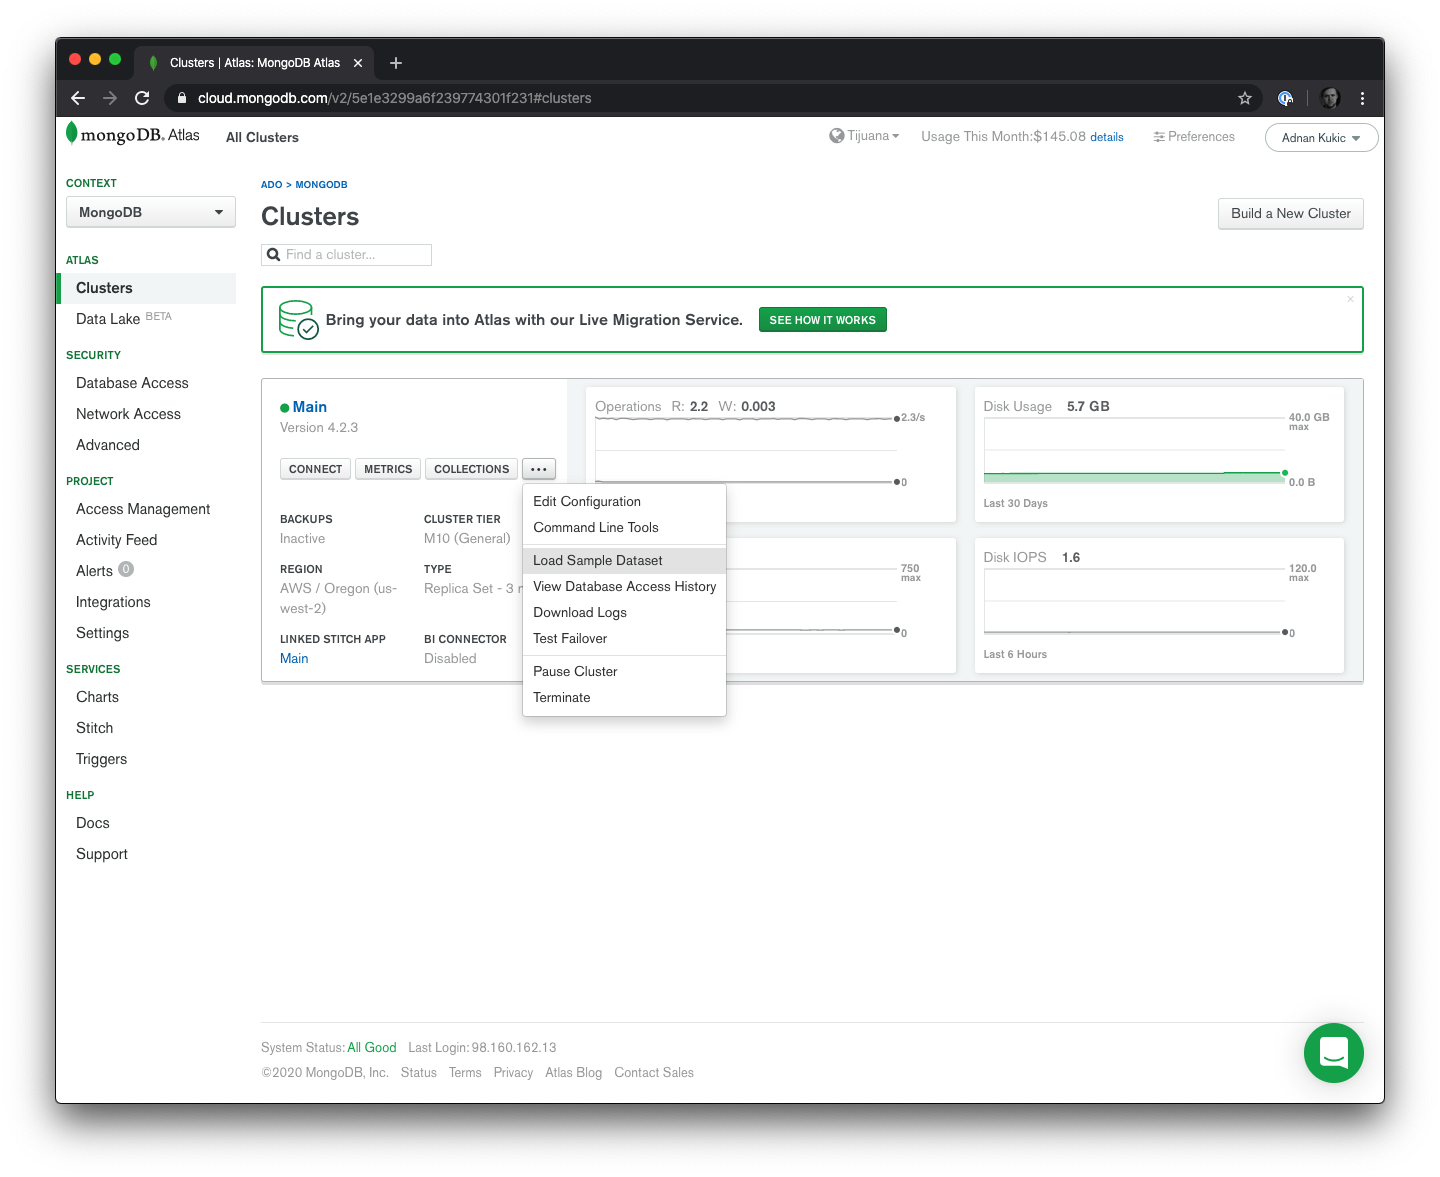 Clusters | Atlas: MongoDB Atlas
cloud.mongodb.com/v2/5e1e3299a6f239774301f231#clusters
mongoDB. Atlas
All Clusters
Tijuana
Usage This Month:$145.08 details
Preferences
Adnan Kukic
CONTEXT
MongoDB
ATLAS
Clusters
Data Lake BETA
SECURITY
Database Access
Network Access
Advanced
PROJECT
Access Management
Activity Feed
Alerts 0
Integrations
Settings
SERVICES
Charts
Stitch
Triggers
HELP
Docs
Support
ADO > MONGODB
Clusters
Build a New Cluster
Find a cluster...
Bring your data into Atlas with our Live Migration Service.
SEE HOW IT WORKS
Main
Version 4.2.3
CONNECT
METRICS
COLLECTIONS
...
BACKUPS
Inactive
CLUSTER TIER
M10 (General)
REGION
AWS / Oregon (us-
west-2)
TYPE
Replica Set - 3
LINKED STITCH APP
Main
BI CONNECTOR
Disabled
Edit Configuration
Command Line Tools
Load Sample Dataset
View Database Access History
Download Logs
Test Failover
Pause Cluster
Terminate
Operations R: 2.2 W: 0.003
2.3/s
0
750
max
0
Disk Usage 5.7 GB
40.0 GB
max
0.0 B
Last 30 Days
Disk IOPS 1.6
120.0
max
0
Last 6 Hours
System Status: All Good Last Login: 98.160.162.13
©2020 MongoDB, Inc. Status Terms Privacy Atlas Blog Contact Sales